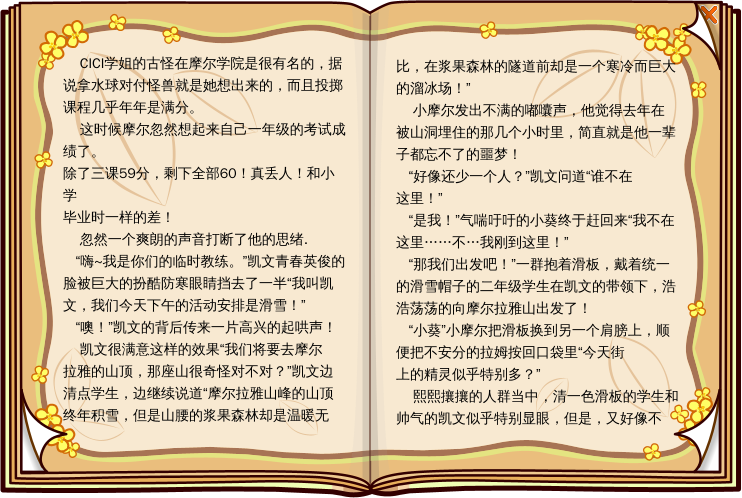 CICI学姐的古怪在摩尔学院是很有名的，据
说拿水球对付怪兽就是她想出来的，而且投掷
课程几乎年年是满分。
这时候摩尔忽然想起来自己一年级的考试成
绩了。
除了三课59分，剩下全部60！真丢人！和小
学
毕业时一样的差！
忽然一个爽朗的声音打断了他的思绪.
“嗨~我是你们的临时教练。”凯文青春英俊的
脸被巨大的扮酷防寒眼睛挡去了一半“我叫凯
文，我们今天下午的活动安排是滑雪！”
“噢！”凯文的背后传来一片高兴的起哄声！
凯文很满意这样的效果“我们将要去摩尔
拉雅的山顶，那座山很奇怪对不对？”凯文边
清点学生，边继续说道“摩尔拉雅山峰的山顶
终年积雪，但是山腰的浆果森林却是温暖无
比，在浆果森林的隧道前却是一个寒冷而巨大
的溜冰场！”
小摩尔发出不满的嘟囔声，他觉得去年在
被山洞埋住的那几个小时里，简直就是他一辈
子都忘不了的噩梦！
“好像还少一个人？”凯文问道“谁不在
这里！”
“是我！”气喘吁吁的小葵终于赶回来“我不在
这里……不…我刚到这里！”
“那我们出发吧！”一群抱着滑板，戴着统一
的滑雪帽子的二年级学生在凯文的带领下，浩
浩荡荡的向摩尔拉雅山出发了！
“小葵”小摩尔把滑板换到另一个肩膀上，顺
便把不安分的拉姆按回口袋里“今天街
上的精灵似乎特别多？”
熙熙攘攘的人群当中，清一色滑板的学生和
帅气的凯文似乎特别显眼，但是，又好像不